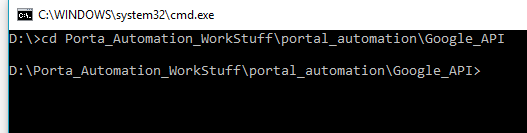 C:\WINDOWS\system32\cmd.exe
D:\>cd Porta_Automation_WorkStuff\portal_automation\Google_API
D:\Porta_Automation_WorkStuff\portal_automation\Google_API>